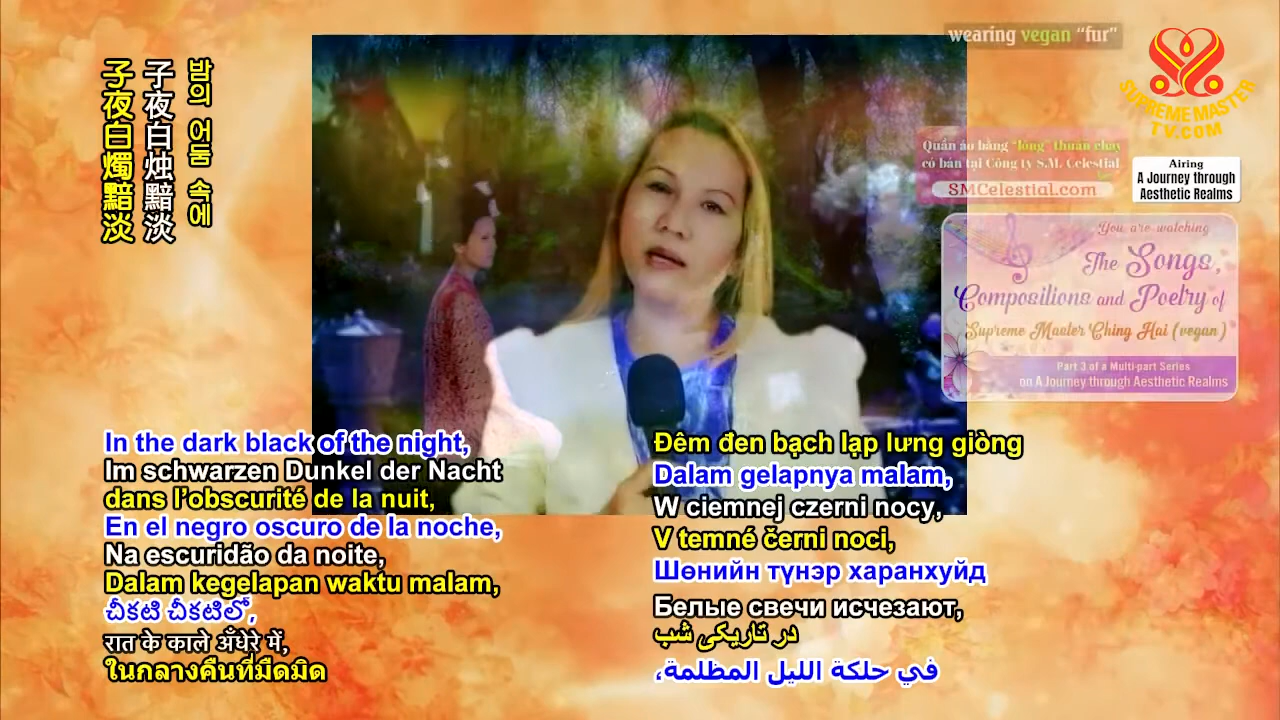 wearing vegan "fur"
SUPREME MASTER
TV.COM
Quần áo bằng "lông" thuần chay
có bán tại Công ty S.M. Celestial
SMCelestial.com
Airing
A Journey through
Aesthetic Realms
You are watching
The Songs,
Compositions and Poetry of
Supreme Master Ching Hai (vegan)
Part 3 of a Multi-part Series
on A Journey through Aesthetic Realms
밤의 어둠 속에
子夜白烛黯淡
子夜白燭黯淡
In the dark black of the night,
Im schwarzen Dunkel der Nacht
dans l'obscurité de la nuit,
En el negro oscuro de la noche,
Na escuridão da noite,
Dalam kegelapan waktu malam,
చీకటి చీకటిలో,
रात के काले अँधेरे में,
ในกลางคืนที่มืดมิด
Đêm đen bạch lạp lưng giòng
Dalam gelapnya malam,
W ciemnej czerni nocy,
V temné černi noci,
Шөнийн түнэр харанхуйд
Белые свечи исчезают,
در تاریکی شب
في حلكة الليل المظلمة،